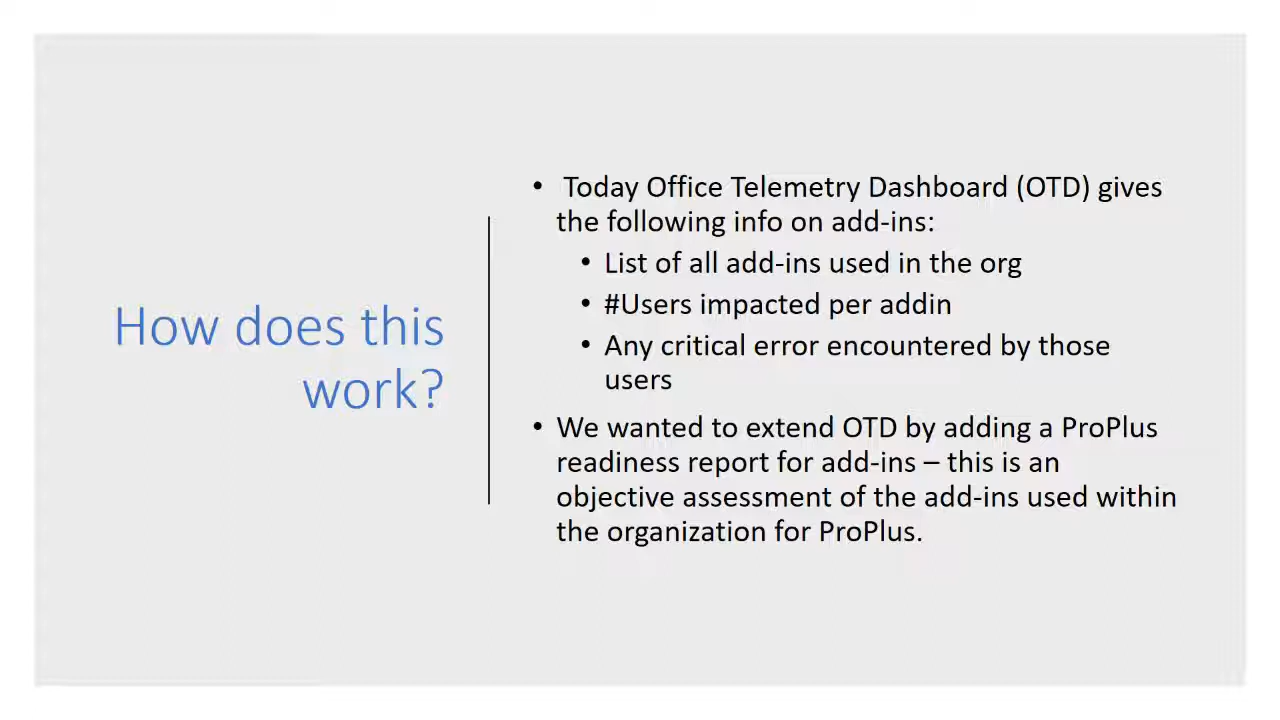 How does this
work?
• Today Office Telemetry Dashboard (OTD) gives
the following info on add-ins:
• List of all add-ins used in the org
• #Users impacted per addin
• Any critical error encountered by those
users
• We wanted to extend OTD by adding a ProPlus
readiness report for add-ins – this is an
objective assessment of the add-ins used within
the organization for ProPlus.